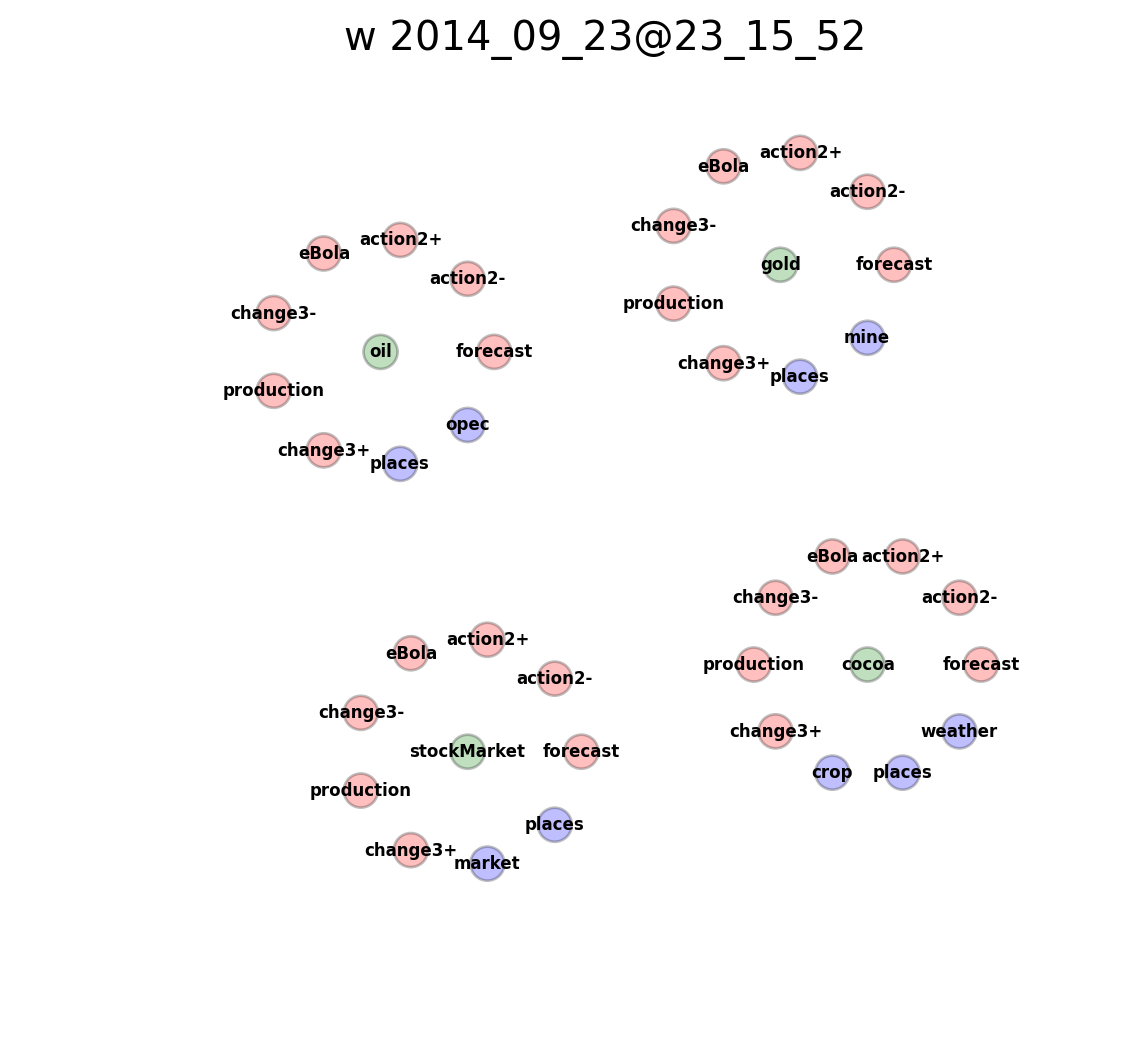 w 2014_09_23@23_15_52
eBola
action2+
action2-
change3-
oil
forecast
production
opec
change3+
places
eBola
action2+
action2-
change3-
gold
forecast
production
mine
change3+
places
eBola
action2+
action2-
change3-
stockMarket
forecast
production
places
change3+
market
eBola
action2+
change3-
action2-
production
cocoa
forecast
change3+
weather
crop
places